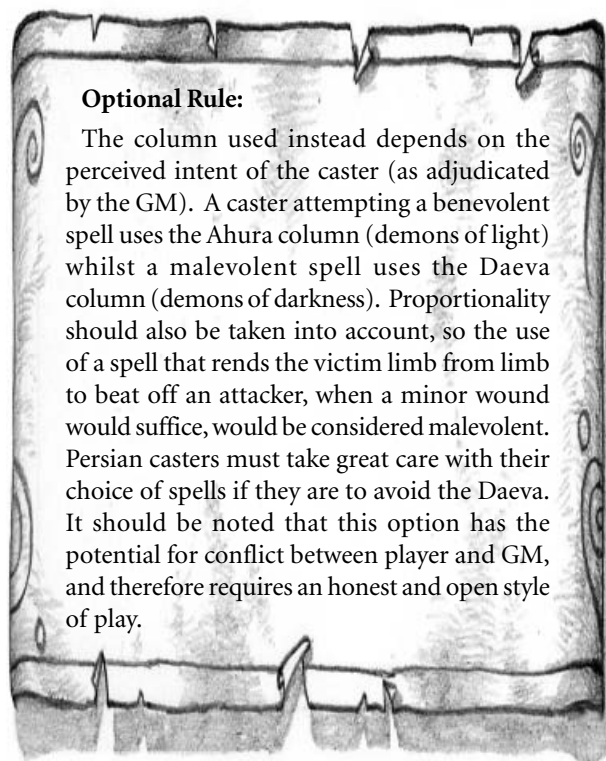 Optional Rule:
The column used instead depends on the
perceived intent of the caster (as adjudicated
by the GM). A caster attempting a benevolent
spell uses the Ahura column (demons of light)
whilst a malevolent spell uses the Daeva
column (demons of darkness). Proportionality
should also be taken into account, so the use
of a spell that rends the victim limb from limb
to beat off an attacker, when a minor wound
would suffice, would be considered malevolent.
Persian casters must take great care with their
choice of spells if they are to avoid the Daeva.
It should be noted that this option has the
potential for conflict between player and GM,
and therefore requires an honest and open style
of play.